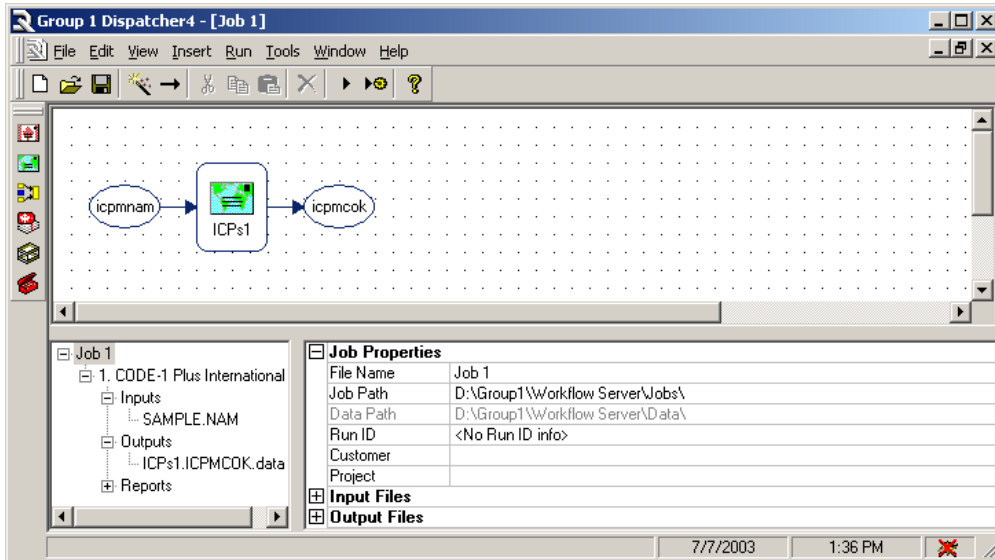 Group 1 Dispatcher4 - [Job 1]
File Edit View Insert Run Tools Window Help
icpmnam
ICPs1
icpmcok
Job 1
1. CODE-1 Plus International
Inputs
SAMPLE.NAM
Outputs
ICPs1.ICPMCOK.data
Reports
Job Properties
File Name Job 1
Job Path D:\Group1\Workflow Server\Jobs\
Data Path D:\Group1\Workflow Server\Data\
Run ID <No Run ID info>
Customer
Project
Input Files
Output Files
7/7/2003 1:36 PM